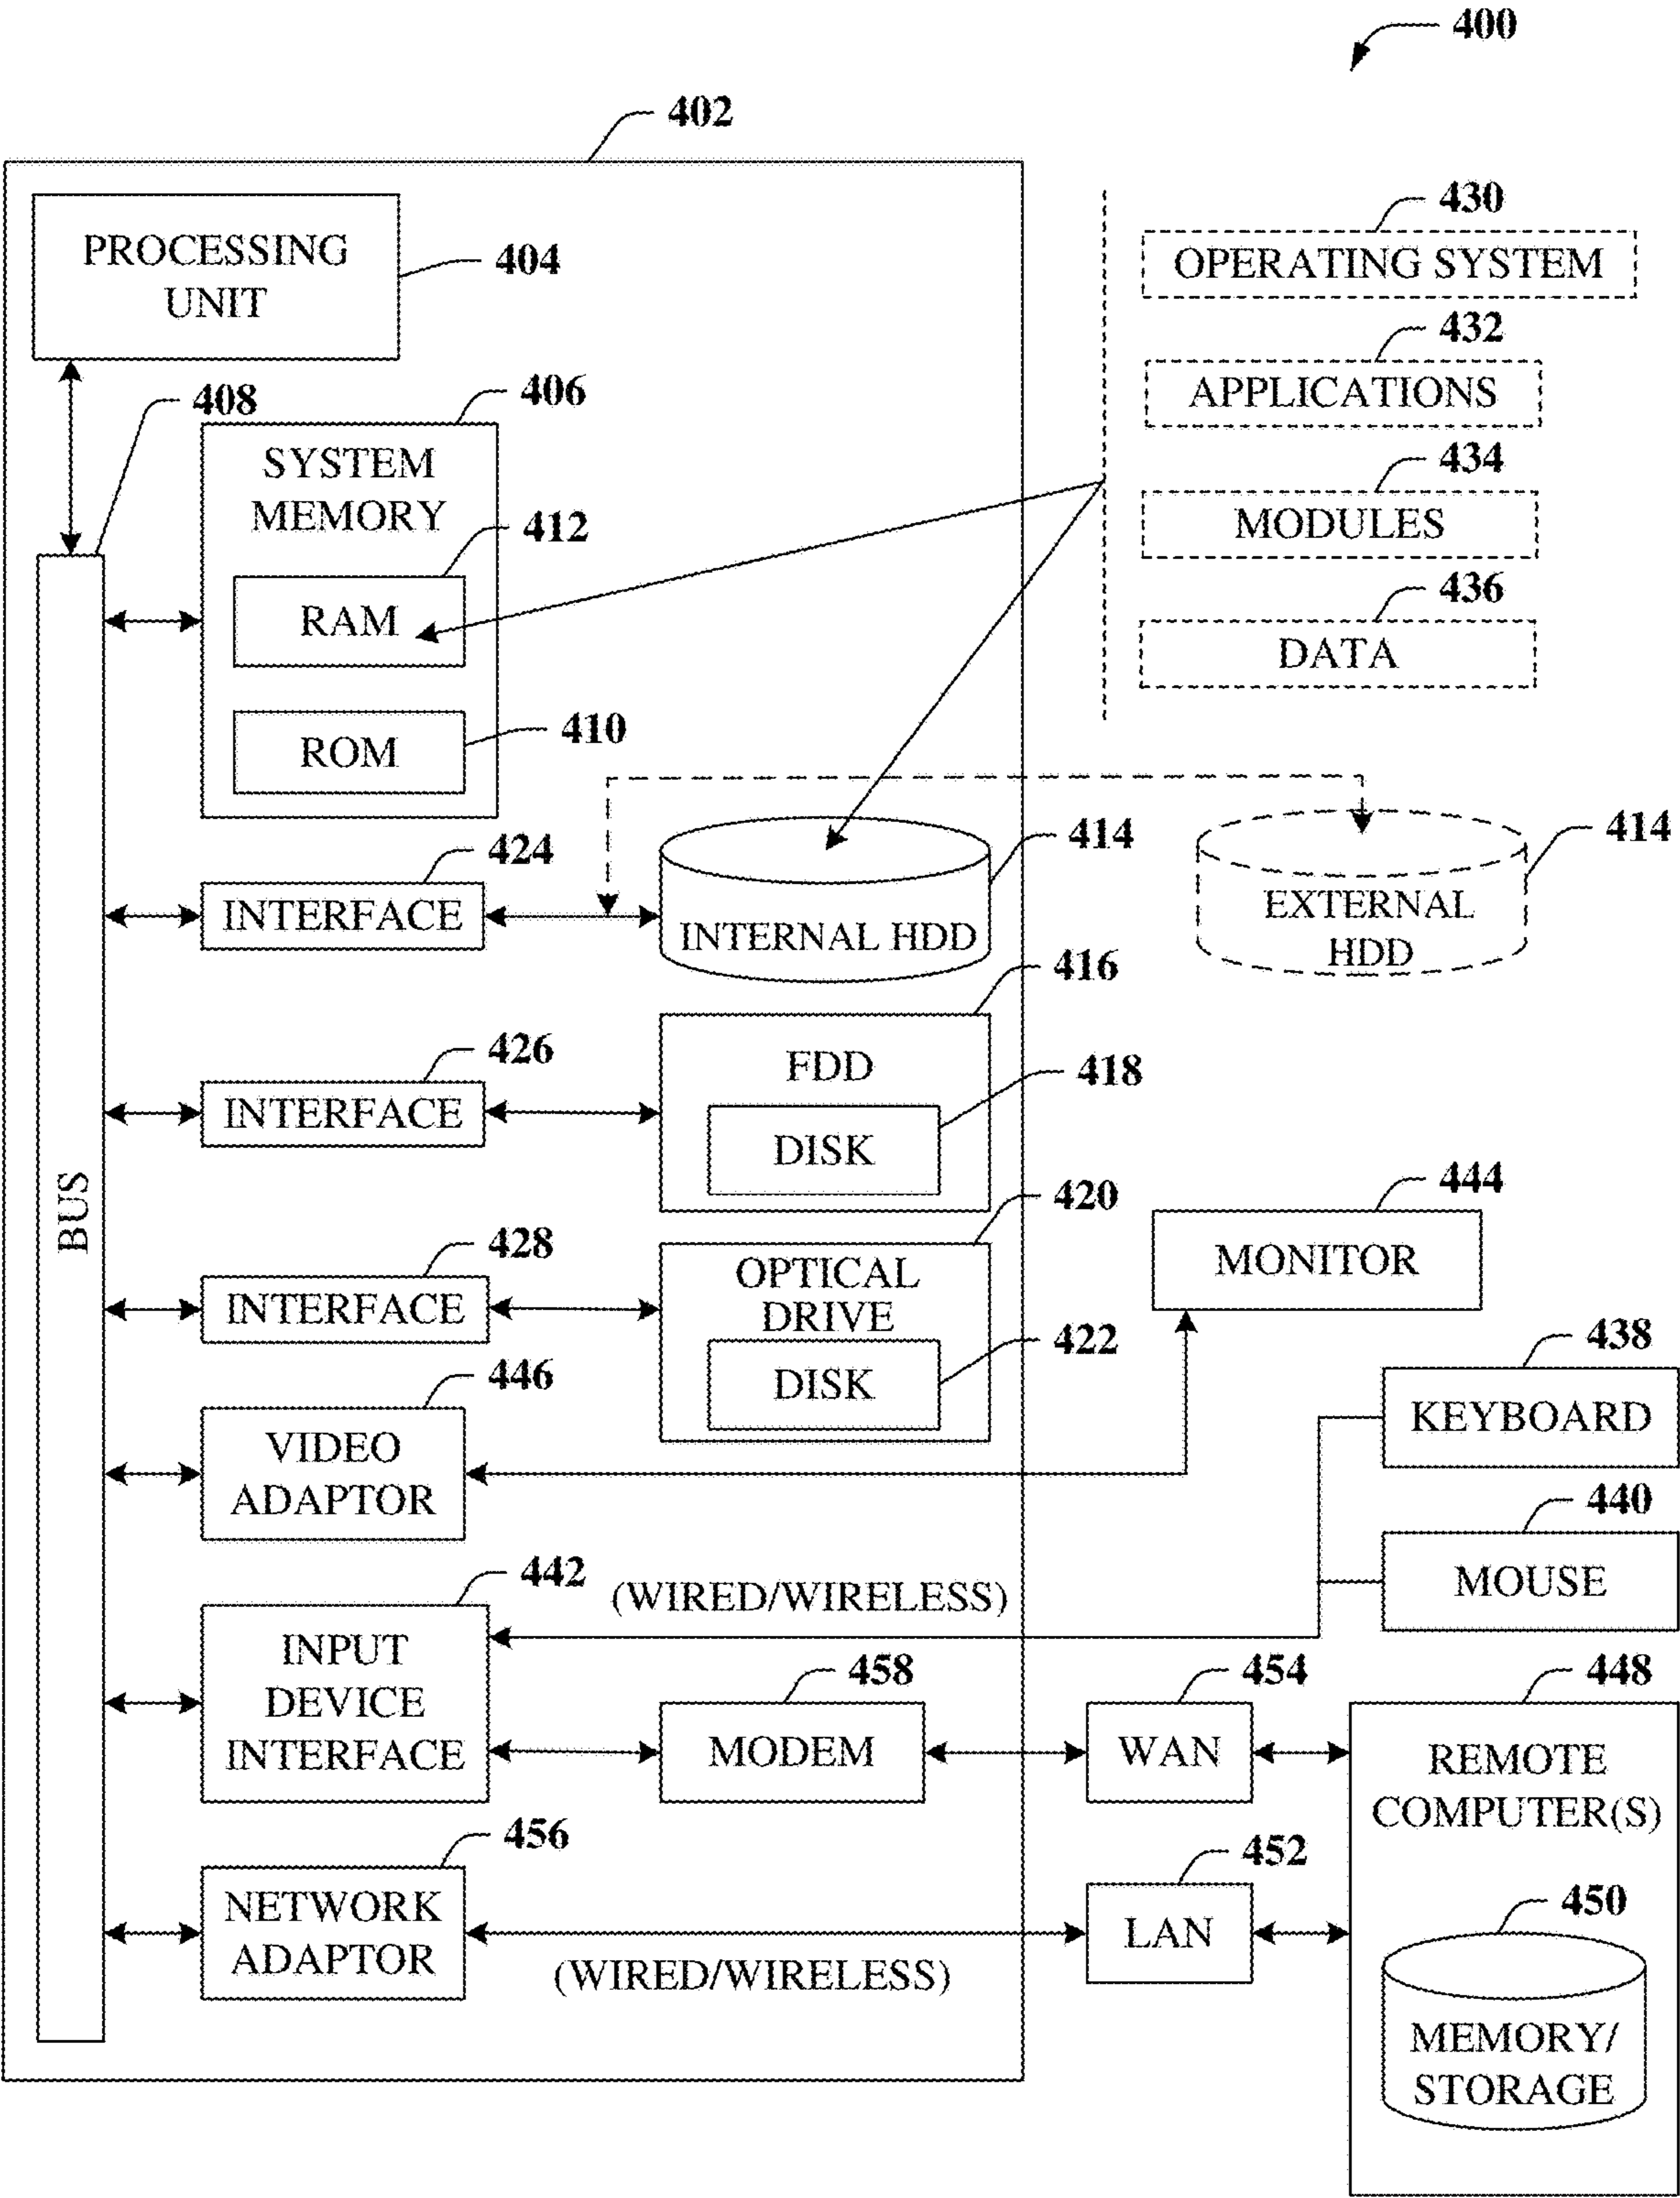 400
402
PROCESSING
UNIT
404
430
OPERATING SYSTEM
432
APPLICATIONS
434
MODULES
436
DATA
408
406
SYSTEM
MEMORY
412
RAM
410
ROM
BUS
424
INTERFACE
414
INTERNAL HDD
414
EXTERNAL
HDD
426
INTERFACE
416
FDD
418
DISK
428
INTERFACE
420
OPTICAL
DRIVE
422
DISK
444
MONITOR
446
VIDEO
ADAPTOR
438
KEYBOARD
440
MOUSE
442
INPUT
DEVICE
INTERFACE
(WIRED/WIRELESS)
458
MODEM
454
WAN
448
REMOTE
COMPUTER(S)
456
NETWORK
ADAPTOR
(WIRED/WIRELESS)
452
LAN
450
MEMORY/
STORAGE